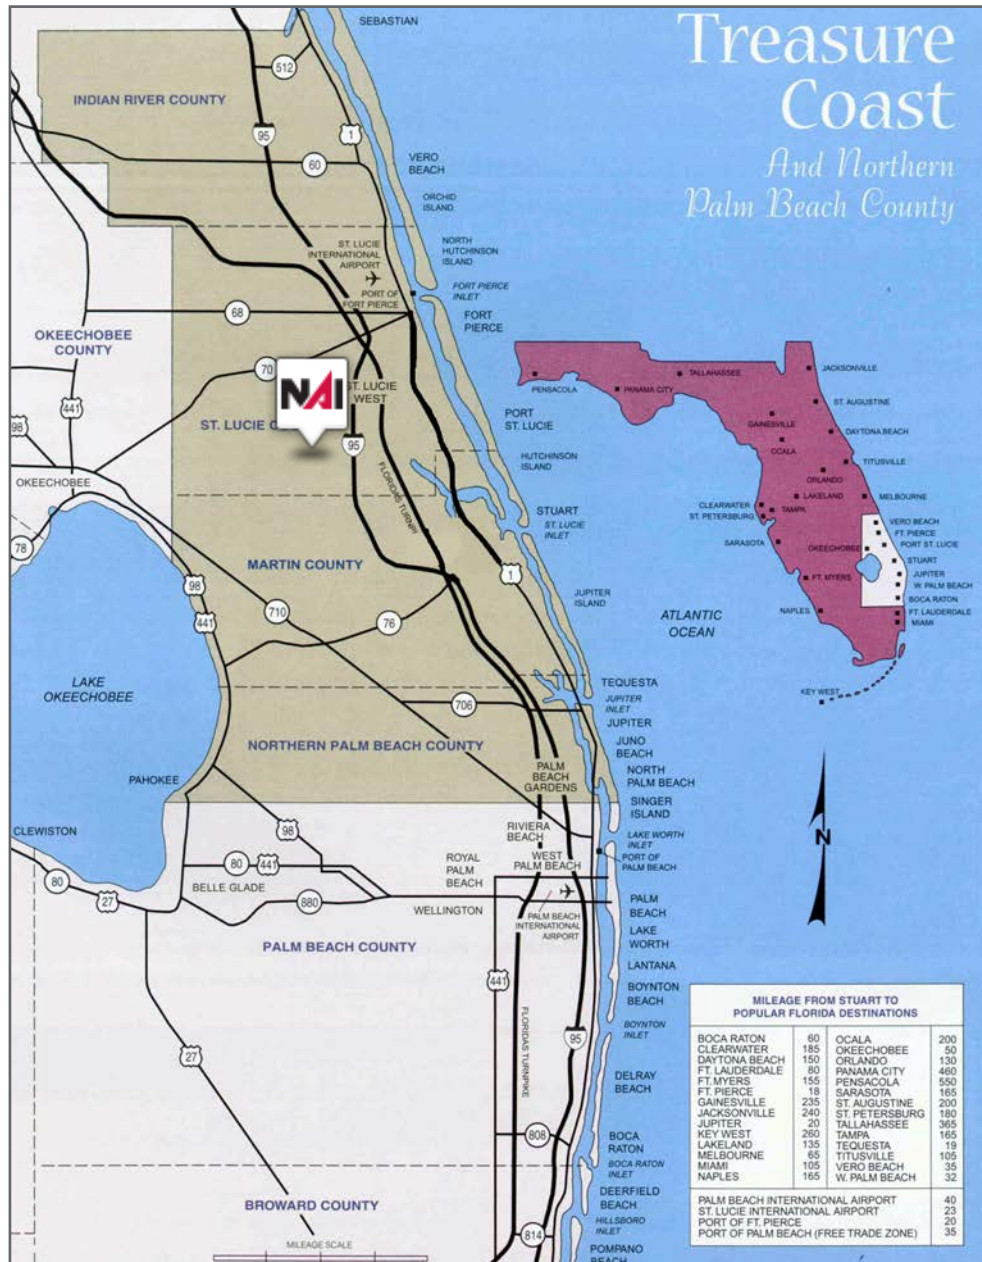 Treasure
Coast
And Northern
Palm Beach County
SEBASTIAN
512
INDIAN RIVER COUNTY
95
1
60
VERO
BEACH
ORCHID
ISLAND
ST. LUCIE
INTERNATIONAL
AIRPORT
NORTH
HUTCHINSON
ISLAND
PORT OF
FORT PIERCE
FORT PIERCE
INLET
68
FORT
PIERCE
OKEECHOBEE
COUNTY
70
NAI
ST. LUCIE
WEST
441
98
ST. LUCIE C
95
PORT
ST. LUCIE
HUTCHINSON
ISLAND
OKEECHOBEE
FLORIDAS TURNPI
STUART
ST. LUCIE
INLET
78
MARTIN COUNTY
1
98
441
710
76
JUPITER
ISLAND
ATLANTIC
OCEAN
LAKE
OKEECHOBEE
TEQUESTA
JUPITER
INLET
706
JUPITER
NORTHERN PALM BEACH COUNTY
JUNO
BEACH
PAHOKEE
PALM
BEACH
GARDENS
NORTH
PALM BEACH
SINGER
ISLAND
CLEWISTON
98
RIVIERA
BEACH
LAKE WORTH
INLET
ROYAL
PALM
BEACH
WEST
PALM BEACH
PORT OF
PALM BEACH
80
441
80
27
BELLE GLADE
880
WELLINGTON
PALM BEACH
INTERNATIONAL
AIRPORT
PALM
BEACH
PALM BEACH COUNTY
LAKE
WORTH
LANTANA
441
BOYNTON
BEACH
FLORIDAS TURNPIKE
95
BOYNTON
INLET
27
DELRAY
BEACH
808
BOCA
RATON
BOCA RATON
INLET
BROWARD COUNTY
DEERFIELD
BEACH
814
HILLSBORO
INLET
MILEAGE SCALE
POMPANO
BEACH
PENSACOLA
PANAMA CITY
TALLAHASSEE
JACKSONVILLE
ST. AUGUSTINE
GAINESVILLE
DAYTONA BEACH
OCALA
TITUSVILLE
ORLANDO
LAKELAND
MELBOURNE
CLEARWATER
TAMPA
ST. PETERSBURG
VERO BEACH
FT. PIERCE
PORT ST. LUCIE
SARASOTA
OKEECHOBEE
STUART
JUPITER
FT. MYERS
W. PALM BEACH
BOCA RATON
NAPLES
FT. LAUDERDALE
MIAMI
KEY WEST
N
MILEAGE FROM STUART TO
POPULAR FLORIDA DESTINATIONS
BOCA RATON 60 OCALA 200
CLEARWATER 185 OKEECHOBEE 50
DAYTONA BEACH 150 ORLANDO 130
FT. LAUDERDALE 80 PANAMA CITY 460
FT. MYERS 155 PENSACOLA 550
FT. PIERCE 18 SARASOTA 165
GAINESVILLE 235 ST. AUGUSTINE 200
JACKSONVILLE 240 ST. PETERSBURG 180
JUPITER 20 TALLAHASSEE 365
KEY WEST 260 TAMPA 165
LAKELAND 135 TEQUESTA 19
MELBOURNE 65 TITUSVILLE 105
MIAMI 105 VERO BEACH 35
NAPLES 165 W. PALM BEACH 32
PALM BEACH INTERNATIONAL AIRPORT 40
ST. LUCIE INTERNATIONAL AIRPORT 23
PORT OF FT. PIERCE 20
PORT OF PALM BEACH (FREE TRADE ZONE) 35